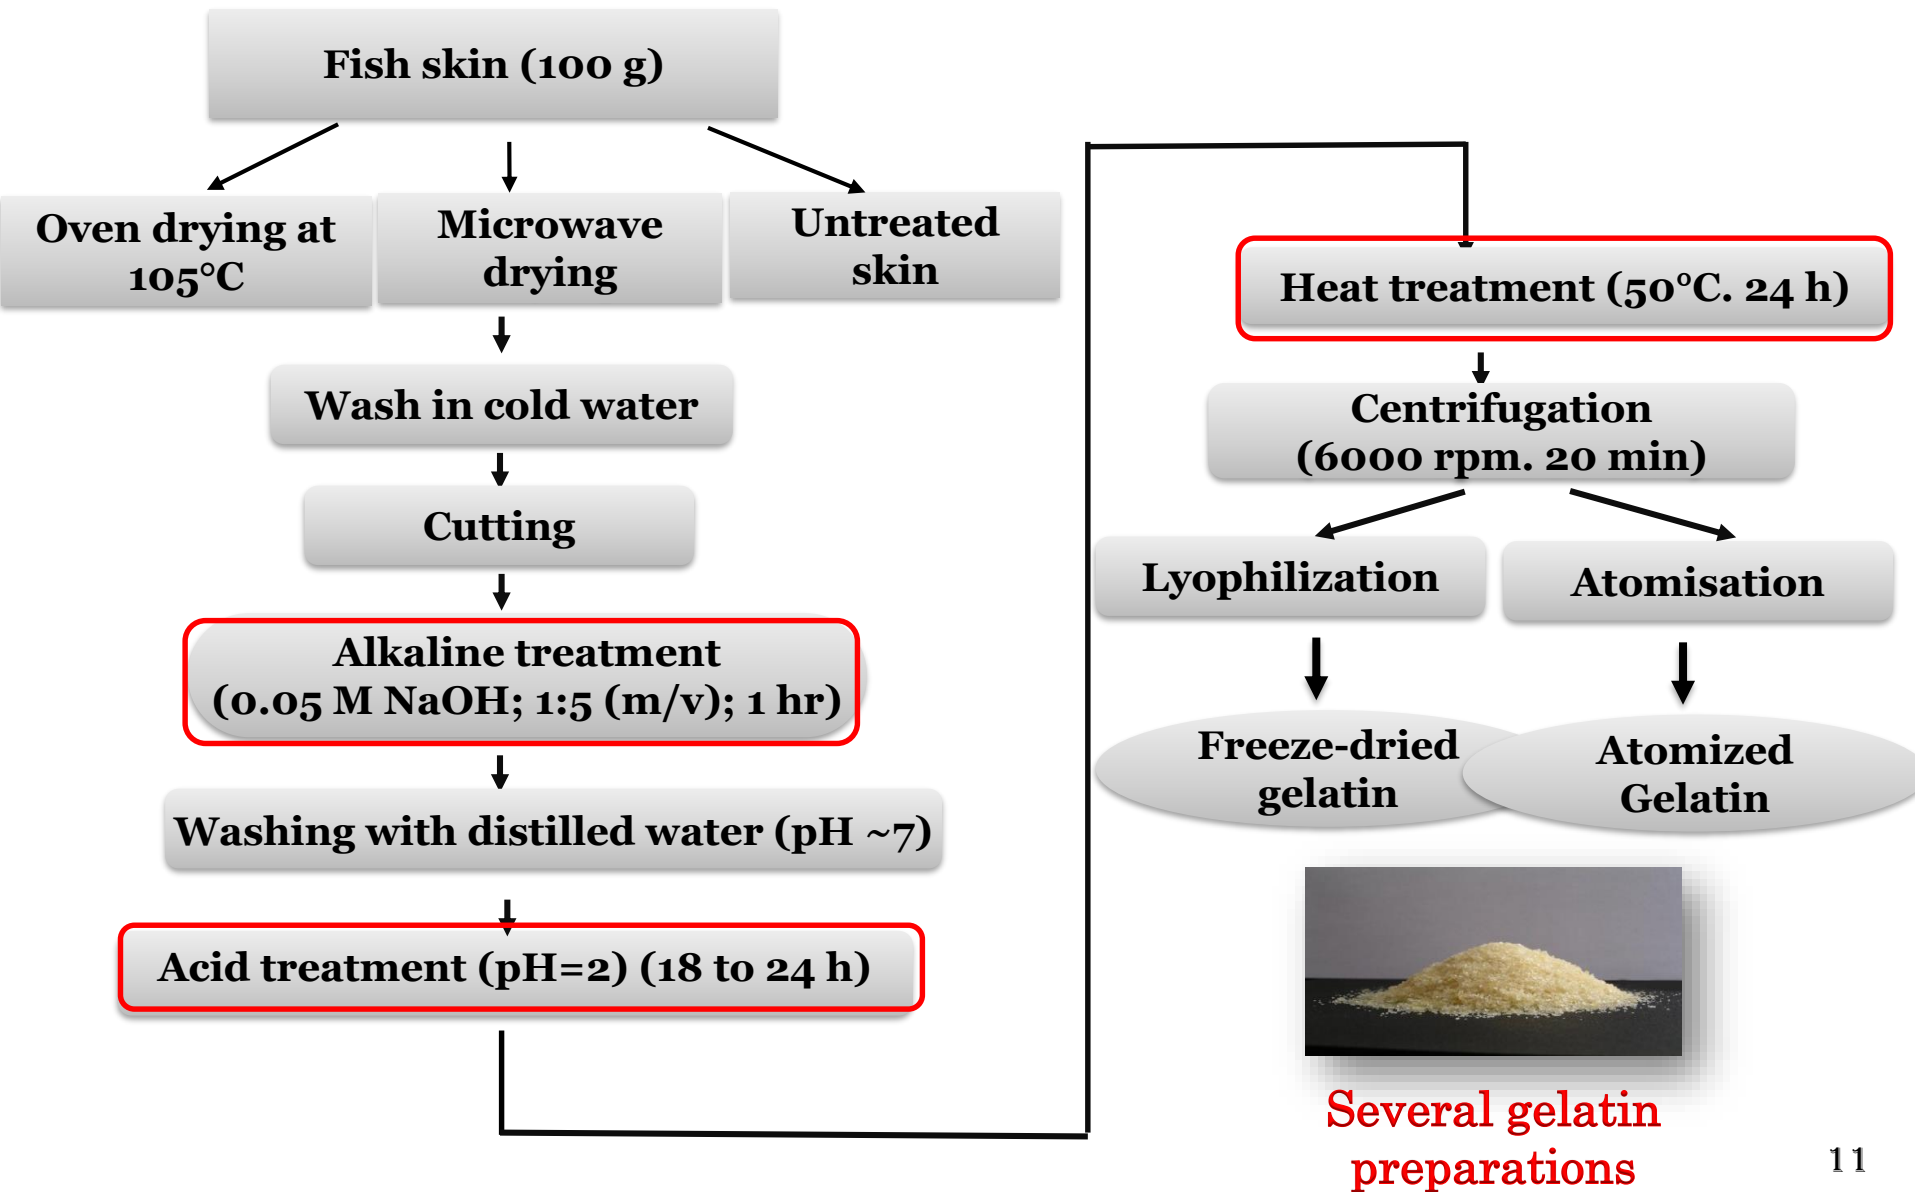 Fish skin (100 g)
Oven drying at
105°C
Microwave
drying
Untreated
skin
Wash in cold water
Cutting
Alkaline treatment
(0.05 M NaOH; 1:5 (m/v); 1 hr)
Washing with distilled water (pH ~7)
Acid treatment (pH=2) (18 to 24 h)
Heat treatment (50°C. 24 h)
Centrifugation
(6000 rpm. 20 min)
Lyophilization
Atomisation
Freeze-dried
gelatin
Atomized
Gelatin
Several gelatin
preparations
11